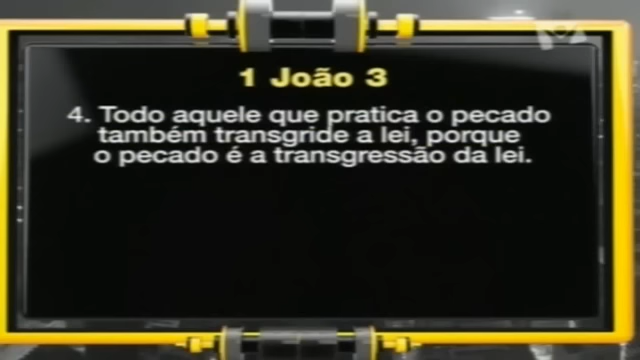 1 João 3
4. Todo aquele que pratica o pecado
também transgride a lei, porque
o pecado é a transgressão da lei.